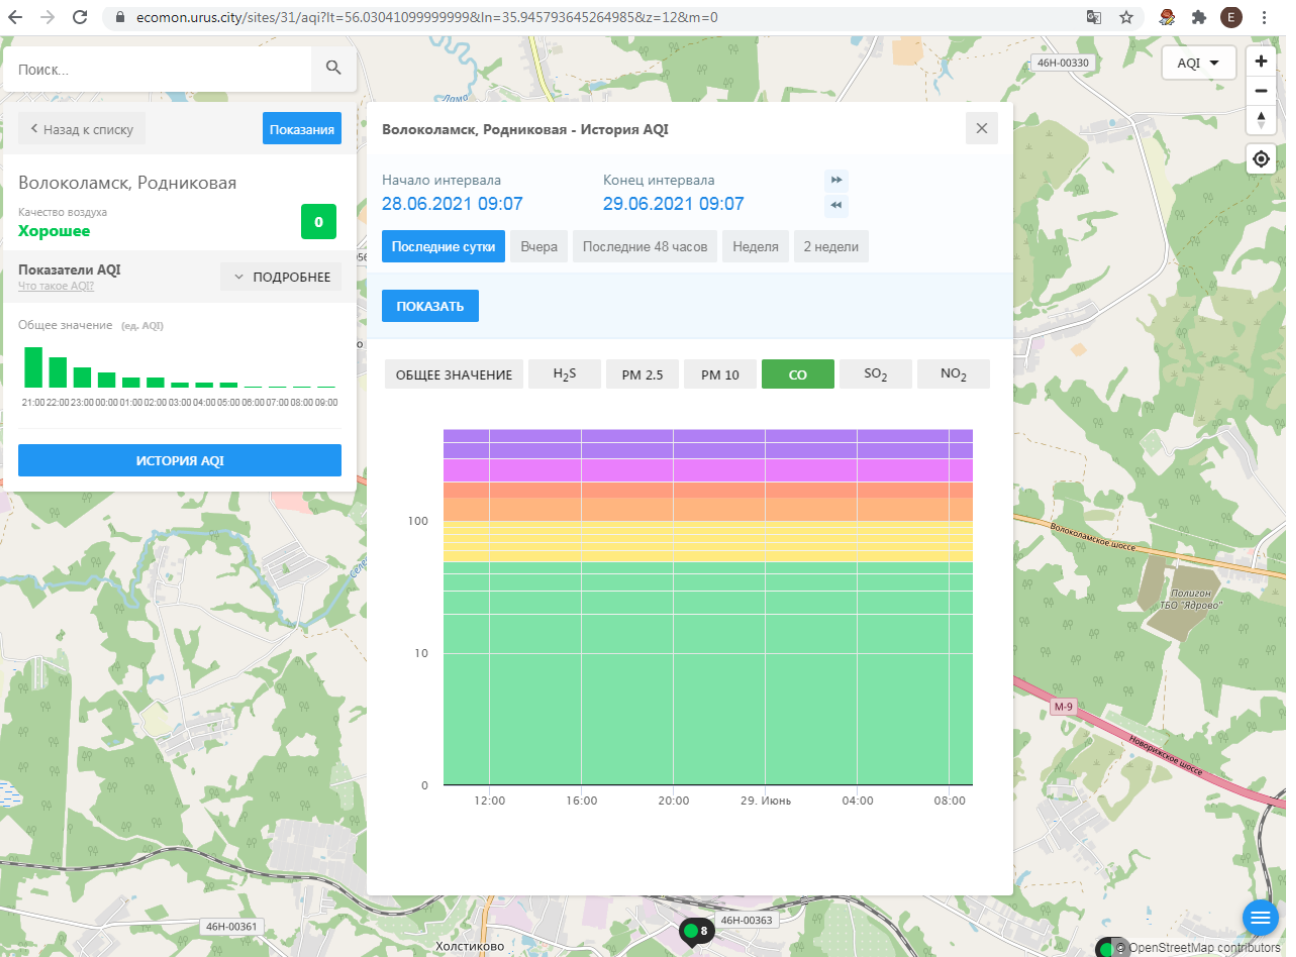 ecomon.urus.city/sites/31/aqi?lt=56.03041099999999&ln=35.945793645264985&z=12&m=0
E
Поиск...
46Н-00330
AQI
Лама
Назад к списку
Показания
Волоколамск, Родниковая - История AQI
Волоколамск, Родниковая
Качество воздуха
Хорошее
0
Начало интервала
Конец интервала
28.06.2021 09:07
29.06.2021 09:07
Последние сутки
Вчера
Последние 48 часов
Неделя
2 недели
Показатели AQI
Что такое AQI?
ПОДРОБНЕЕ
ПОКАЗАТЬ
Общее значение (ед. AQI)
21:00 22:00 23:00 00:00 01:00 02:00 03:00 04:00 05:00 06:00 07:00 08:00 09:00
ИСТОРИЯ AQI
ОБЩЕЕ ЗНАЧЕНИЕ
H2S
PM 2.5
PM 10
CO
SO2
NO2
100
10
0
12:00
16:00
20:00
29. Июнь
04:00
08:00
Волоколамское шоссе
Полигон
ТБО "Ядрово"
М-9
Новорижское шоссе
46Н-00361
46Н-00363
8
Холстиково
© OpenStreetMap contributors